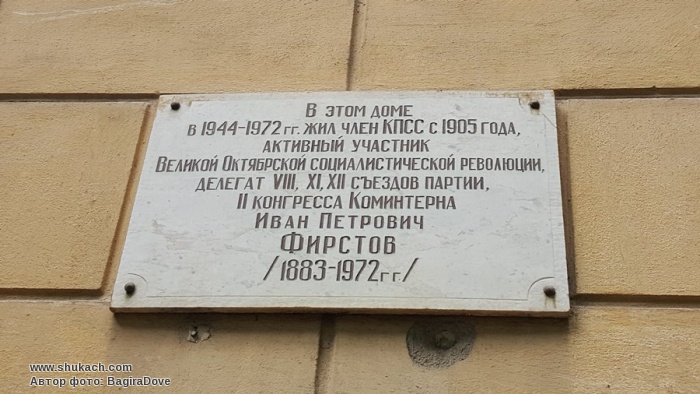 В этом доме
в 1944-1972 гг. жил член КПСС с 1905 года,
активный участник
Великой Октябрской социалистической революции,
делегат VIII, XI, XII съездов партии,
II конгресса Коминтерна
Иван Петрович
Фирстов
/1883-1972 гг/
www.shukach.com
Автор фото: BagiraDove